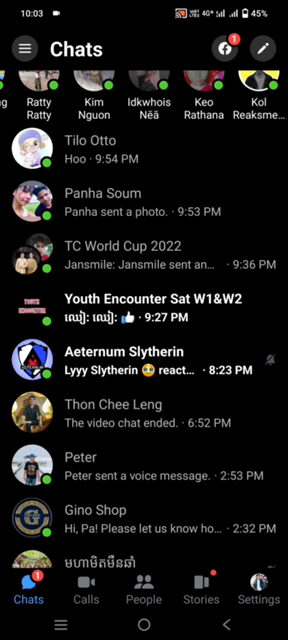 10:03
4G+
45%
Chats
1
Ratty Ratty
Kim Nguon
Idkwhois Nēā
Keo Rathana
Kol Reaksme...
Tilo Otto
Hoo · 9:54 PM
Panha Soum
Panha sent a photo. · 9:53 PM
TC World Cup 2022
Jansmile: Jansmile sent an... · 9:36 PM
Youth Encounter Sat W1&W2
ឈៀ: ឈៀ: 👍 · 9:27 PM
Aeternum Slytherin
Lyyy Slytherin 🥹 react... · 8:23 PM
Thon Chee Leng
The video chat ended. · 6:52 PM
Peter
Peter sent a voice message. · 2:53 PM
Gino Shop
Hi, Pa! Please let us know ho... · 2:32 PM
មហាមិតមឺនឆាំ
1
Chats
Calls
People
Stories
Settings